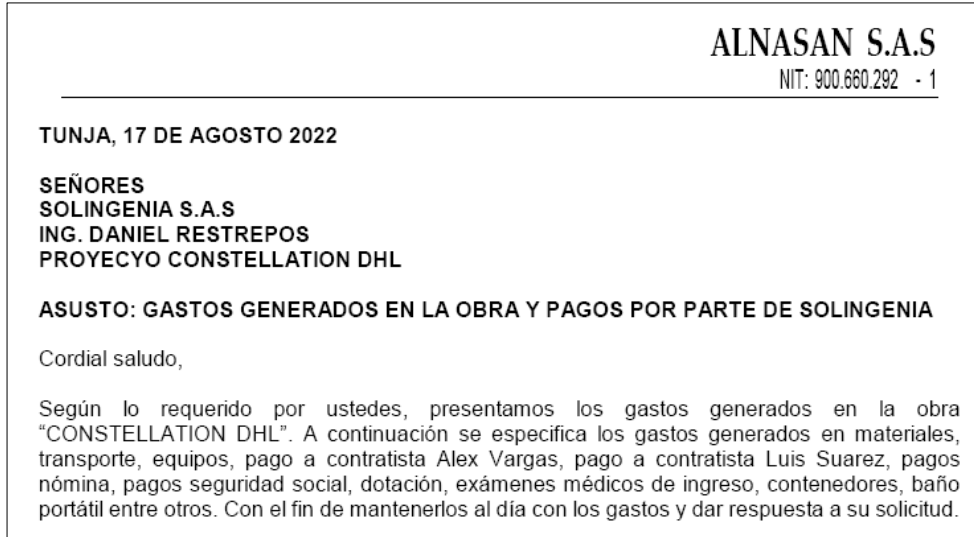 ALNASAN S.A.S
NIT: 900.660.292 - 1
TUNJA, 17 DE AGOSTO 2022
SEÑORES
SOLINGENIA S.A.S
ING. DANIEL RESTREPOS
PROYECYO CONSTELLATION DHL
ASUSTO: GASTOS GENERADOS EN LA OBRA Y PAGOS POR PARTE DE SOLINGENIA
Cordial saludo,
Según lo requerido por ustedes, presentamos los gastos generados en la obra
“CONSTELLATION DHL”. A continuación se especifica los gastos generados en materiales,
transporte, equipos, pago a contratista Alex Vargas, pago a contratista Luis Suarez, pagos
nómina, pagos seguridad social, dotación, exámenes médicos de ingreso, contenedores, baño
portátil entre otros. Con el fin de mantenerlos al día con los gastos y dar respuesta a su solicitud.